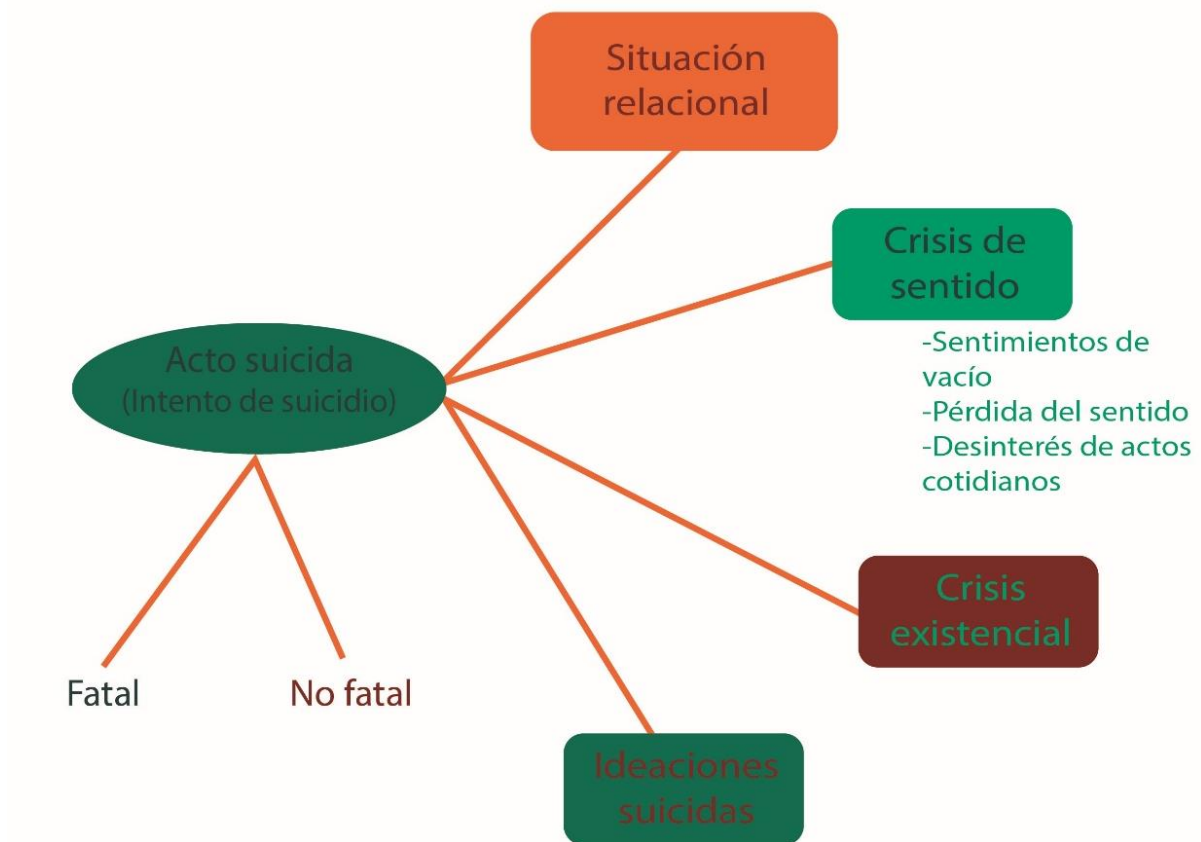 Situación
relacional
Crisis de
sentido
-Sentimientos de
vacío
-Pérdida del sentido
-Desinterés de actos
cotidianos
Acto suicida
(Intento de suicidio)
Crisis
existencial
Fatal
No fatal
Ideaciones
suicidas